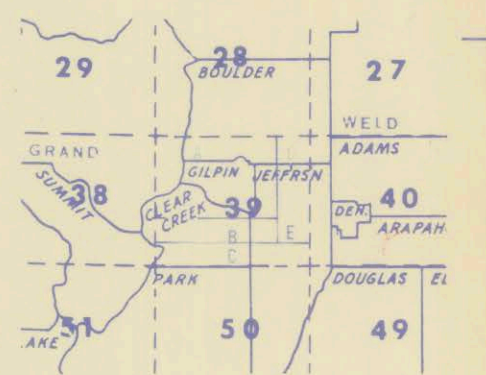 29 28 27
BOULDER
WELD
GRAND A L ADAMS
GILPIN JEFFRSN
SUMMIT 38 CLEAR CREEK 39 DEN. 40
ARAPAH
B E
C
PARK DOUGLAS EL
51 50 49
AKE